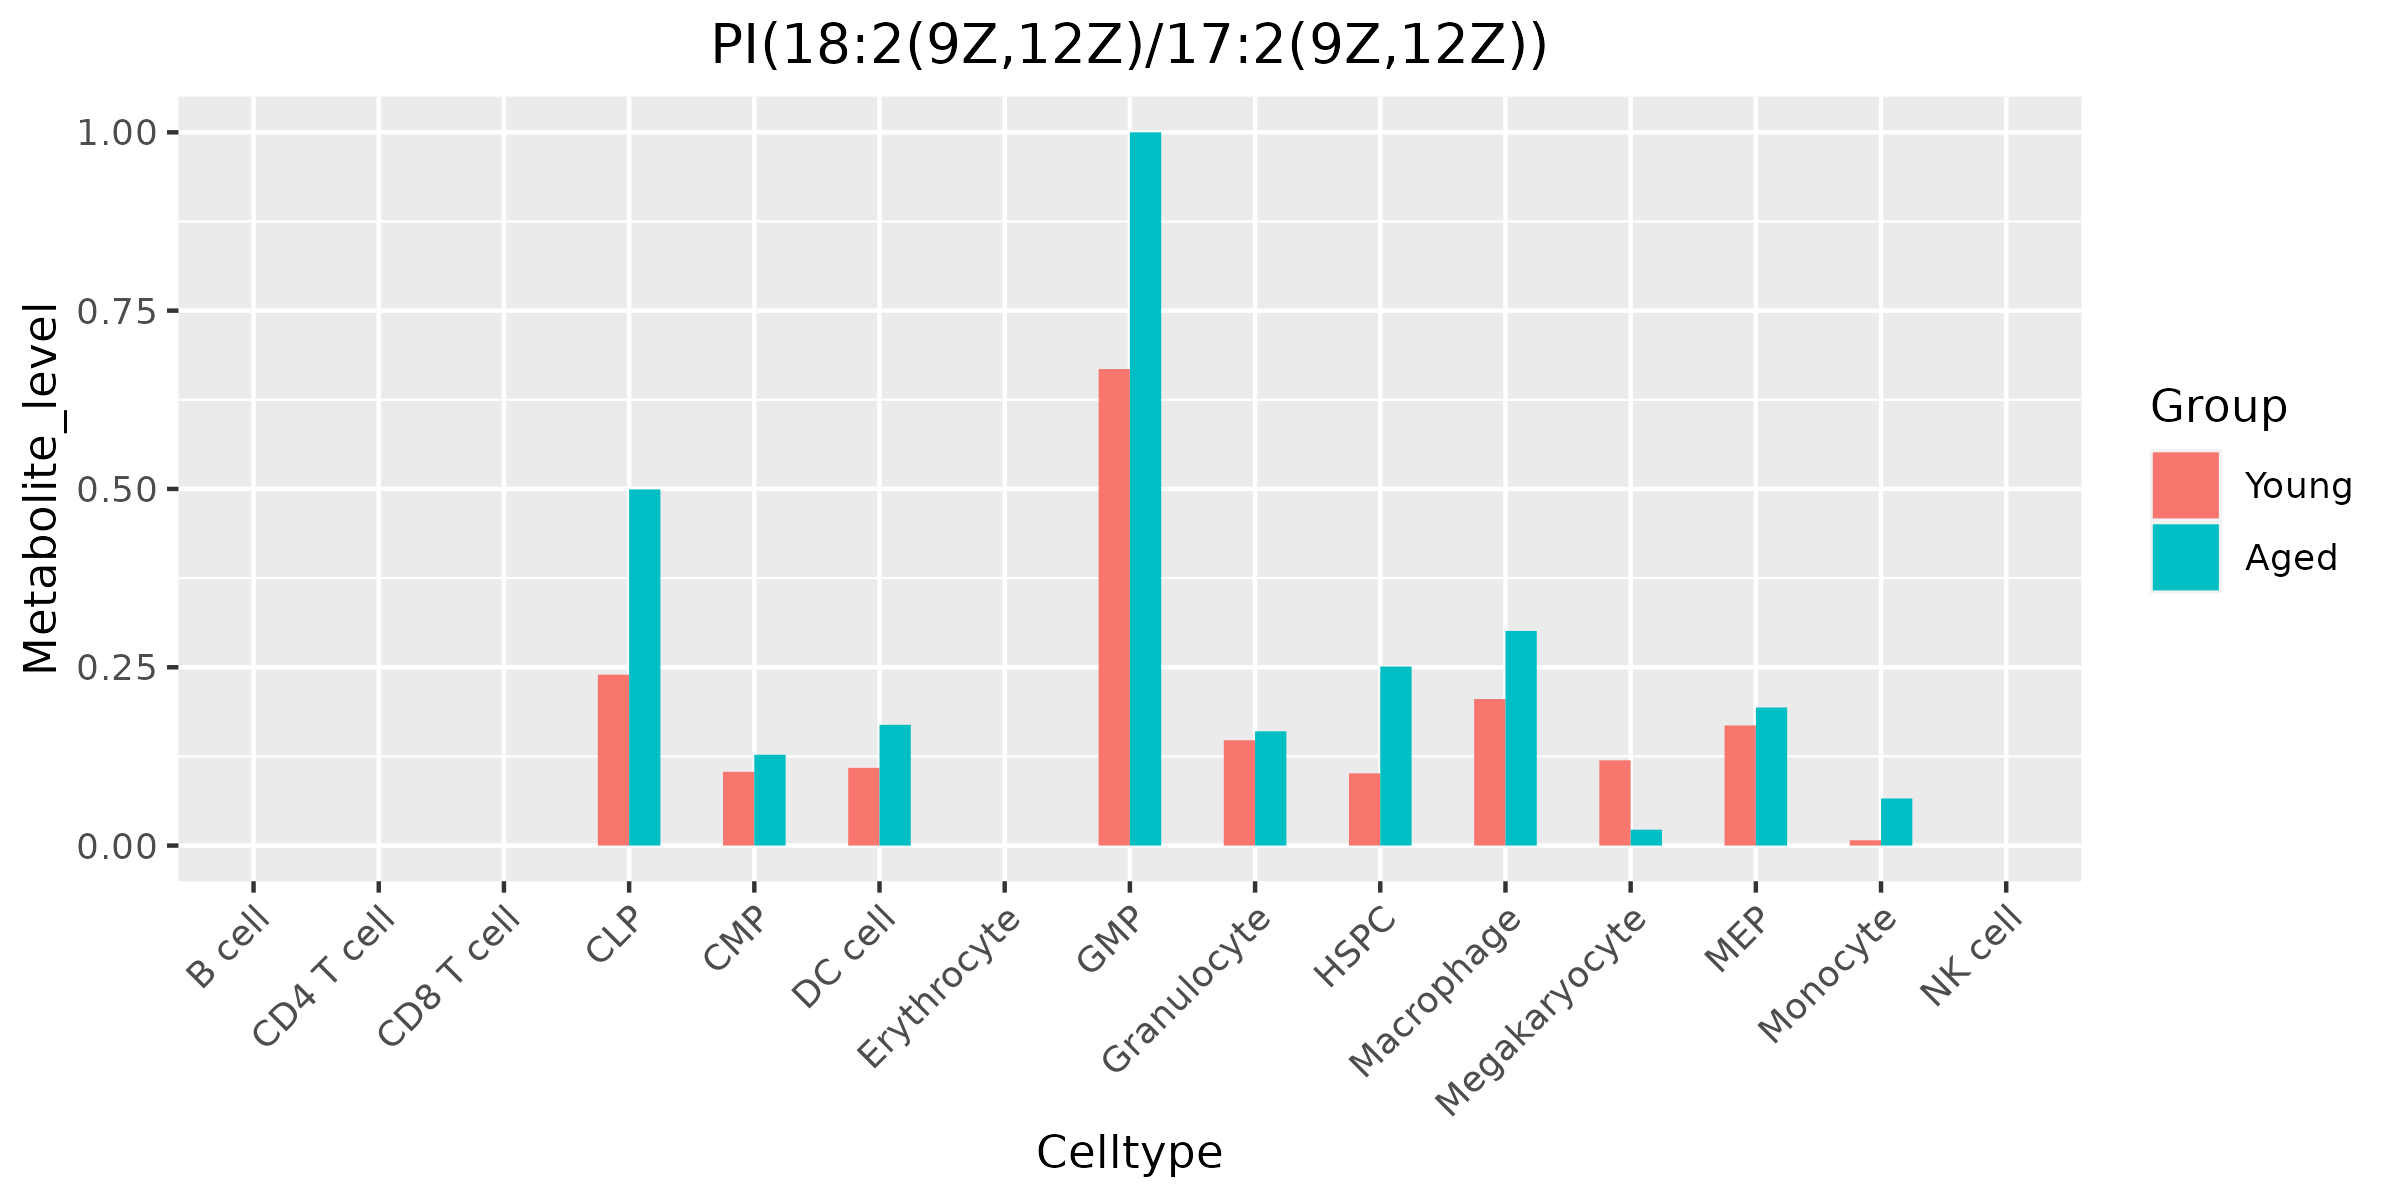 PI(18:2(9Z,12Z)/17:2(9Z,12Z))
Metabolite_level
1.00
0.75
0.50
0.25
0.00
B cell
CD4 T cell
CD8 T cell
CLP
CMP
DC cell
Erythrocyte
GMP
Granulocyte
HSPC
Macrophage
Megakaryocyte
MEP
Monocyte
NK cell
Celltype
Group
Young
Aged